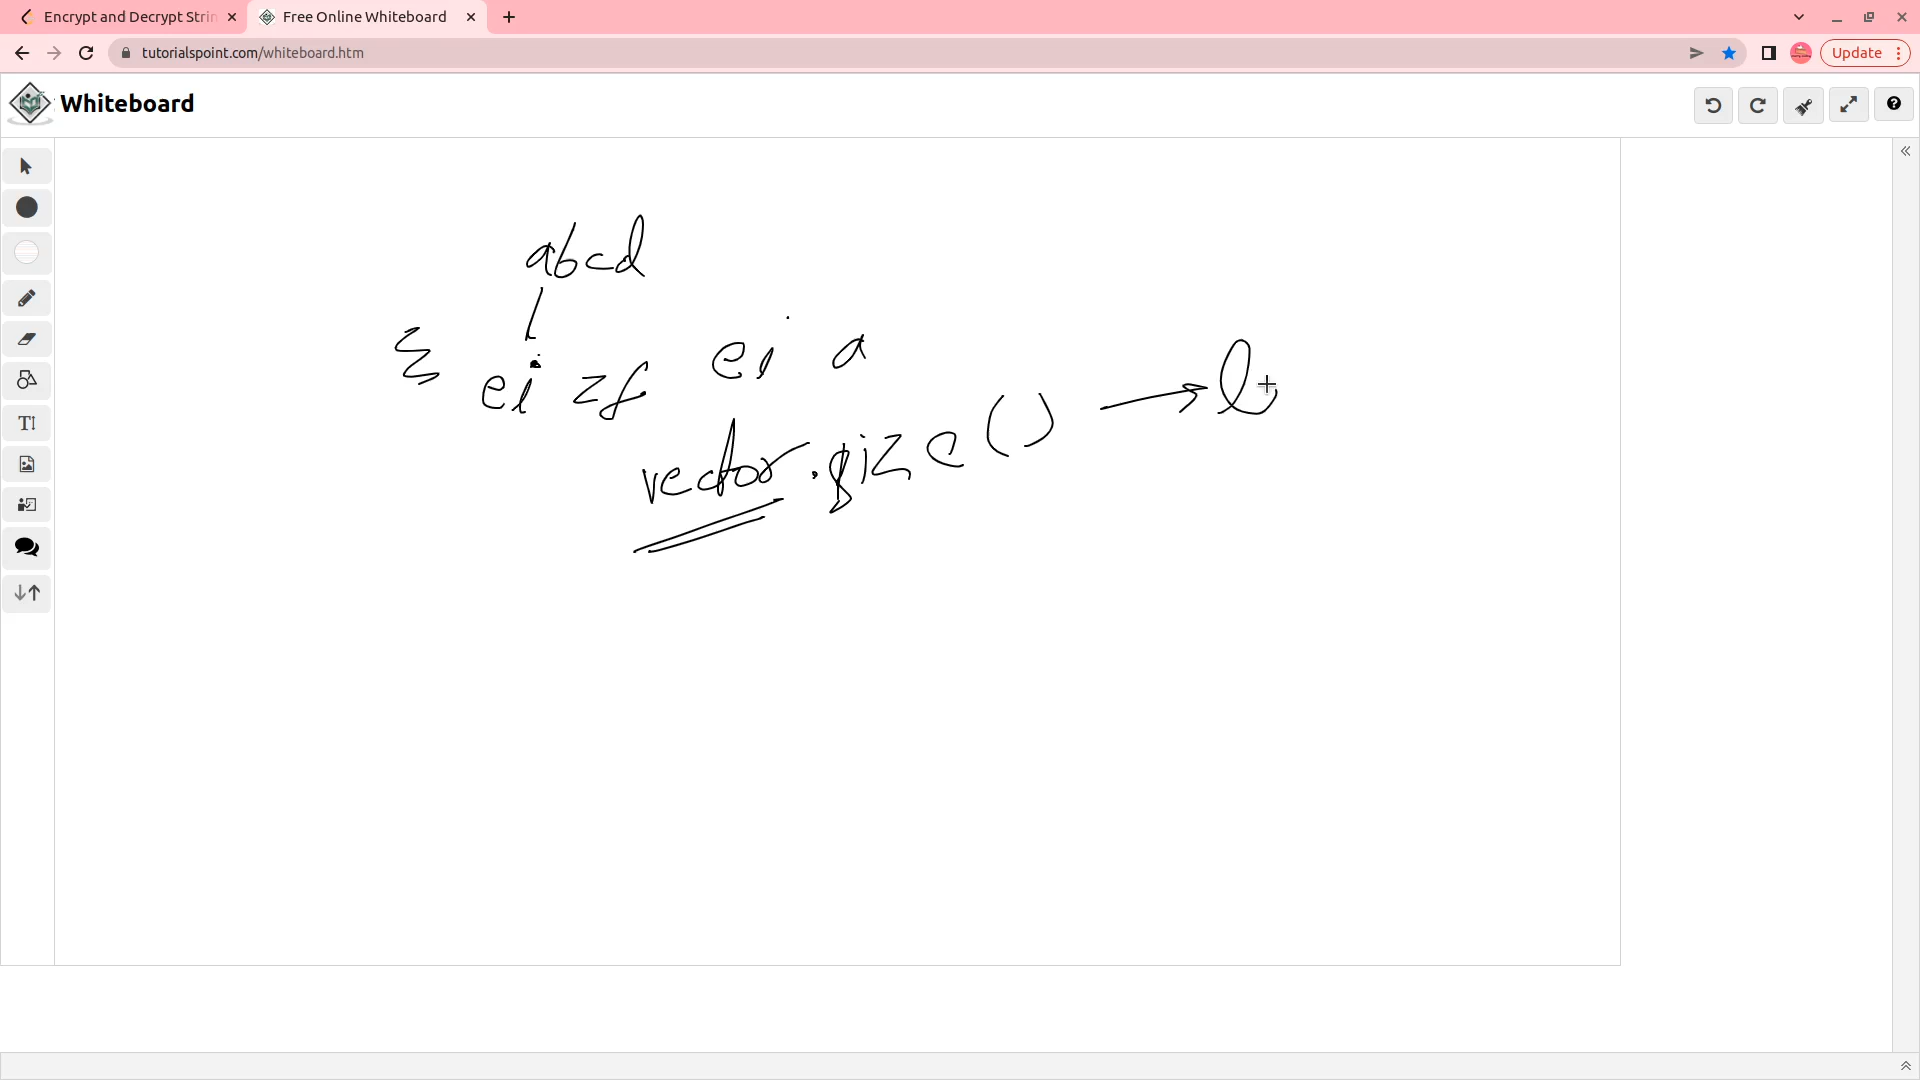 Encrypt and Decrypt Strin
Free Online Whiteboard
tutorialspoint.com/whiteboard.htm
Update
Whiteboard
abcd
ei zf ei a
vector.size()